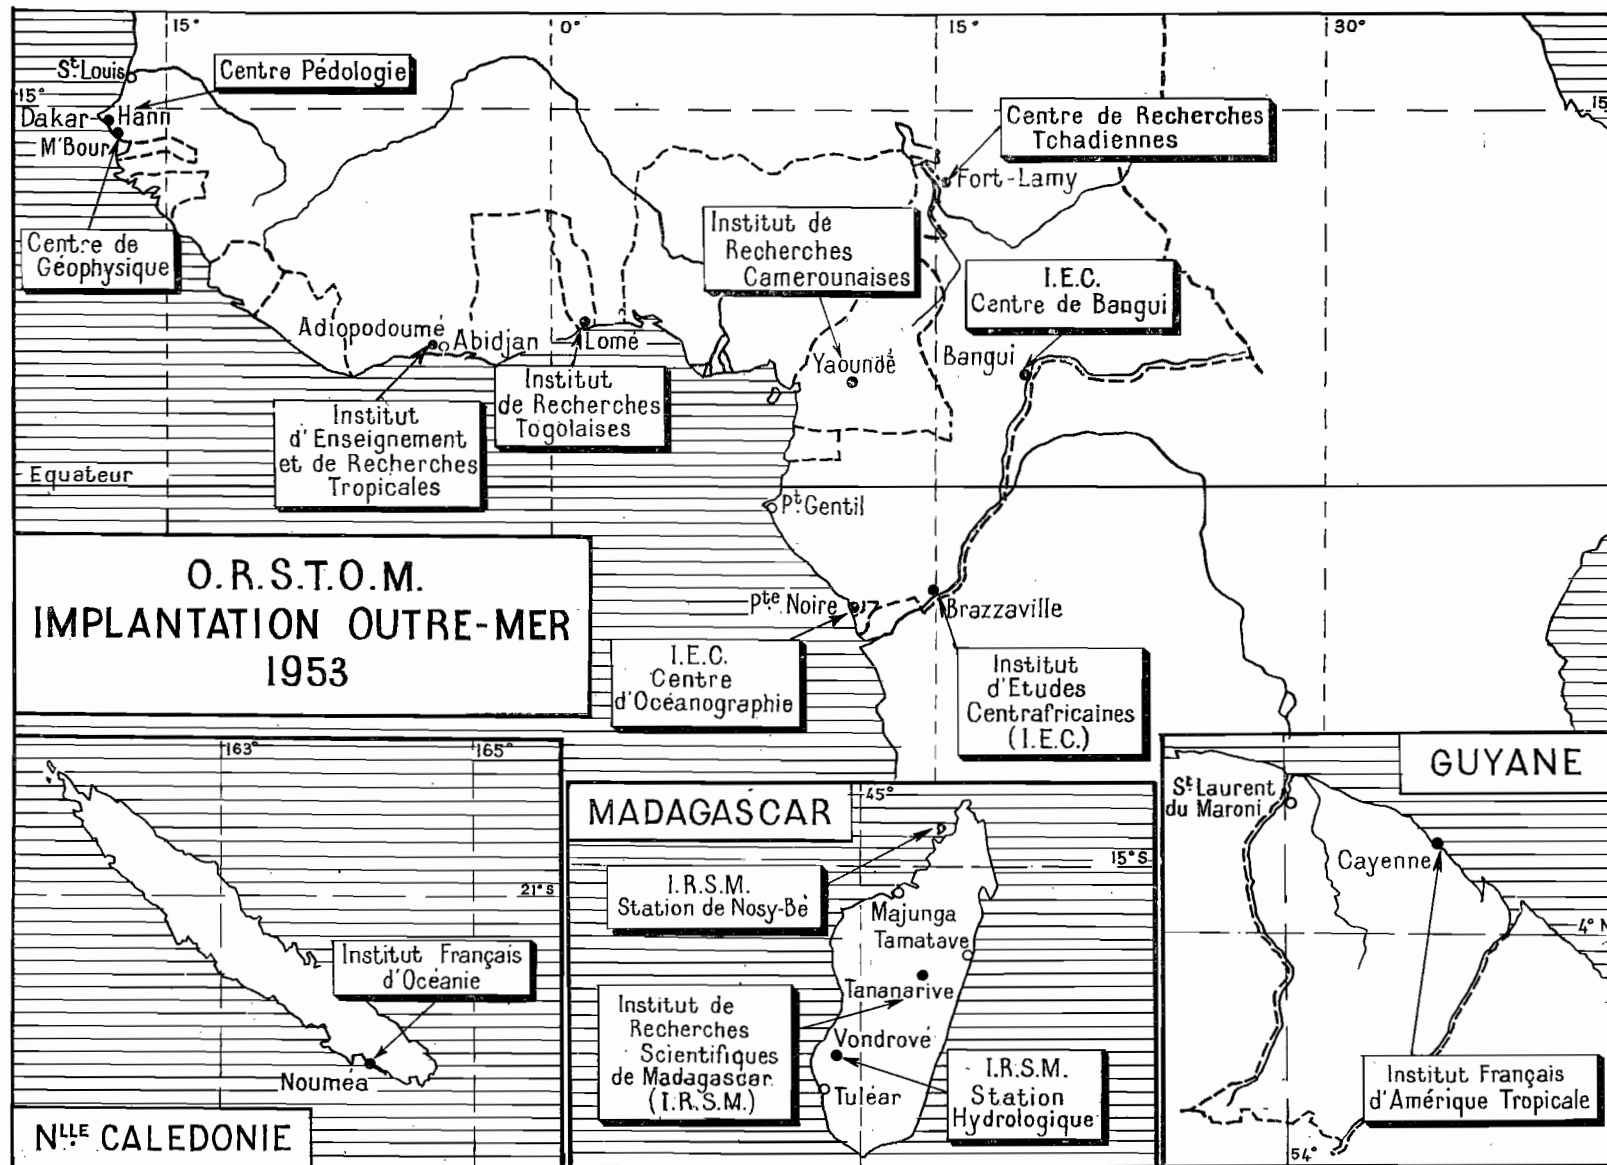 15°
0°
15°
30°
St Louis
Centre Pédologie
15°
15
Dakar-
Hann
M'Bour
Centre de Recherches
Tchadiennes
Fort-Lamy
Centre de
Géophysique
Institut de
Recherches
Camerounaises
I.E.C.
Centre de Bangui
Adiopodoumé
Abidjan
Lomé
Yaoundé
Bangui
Institut
de Recherches
Togolaises
Institut
d'Enseignement
et de Recherches
Tropicales
Equateur
Pt Gentil
O.R.S.T.O.M.
IMPLANTATION OUTRE-MER
1953
Pte Noire
Brazzaville
I.E.C.
Centre
d'Océanographie
Institut
d'Etudes
Centrafricaines
(I.E.C.)
163°
165°
21° S
Institut Français
d'Océanie
Nouméa
NLLE CALEDONIE
MADAGASCAR
45°
15° S
I.R.S.M.
Station de Nosy-Bé
Majunga
Tamatave
Tananarive
Institut de
Recherches
Scientifiques
de Madagascar
(I.R.S.M.)
Vondrové
Tuléar
I.R.S.M.
Station
Hydrologique
GUYANE
St Laurent
du Maroni
Cayenne
4° N
Institut Français
d'Amérique Tropicale
54°